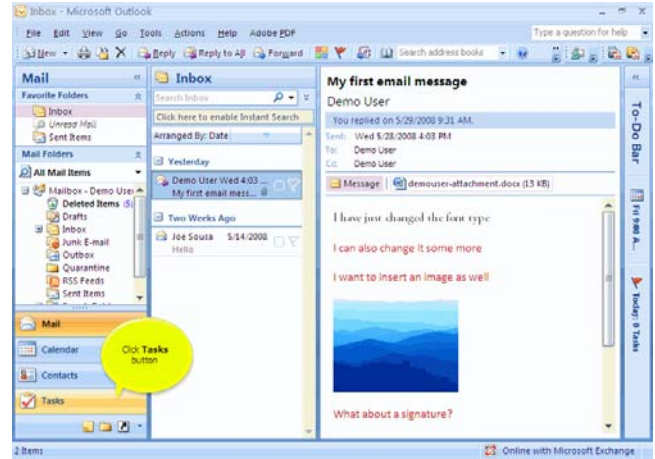 Inbox - Microsoft Outlook
File Edit View Go Tools Actions Help Adobe PDF
Type a question for help
New
Reply Reply to All Forward
Search address books
Mail
Favorite Folders
Inbox
Unread Mail
Sent Items
Mail Folders
All Mail Items
Mailbox - Demo User
Deleted Items
Drafts
Inbox
Junk E-mail
Outbox
Quarantine
RSS Feeds
Sent Items
Mail
Calendar
Contacts
Tasks
Click Tasks
button
Inbox
Search Inbox
Click here to enable Instant Search
Arranged By: Date
Yesterday
Demo User Wed 4:03 ...
My first email mess...
Two Weeks Ago
Joe Sousa 5/14/2008
Hello
My first email message
Demo User
You replied on 5/29/2008 9:31 AM.
Sent: Wed 5/28/2008 4:03 PM
To: Demo User
Cc: Demo User
Message demouser-attachment.docx (13 KB)
I have just changed the font type
I can also change it some more
I want to insert an image as well
What about a signature?
To-Do Bar
Fri 9:00 A...
Today: 0 Tasks
2 Items
Online with Microsoft Exchange